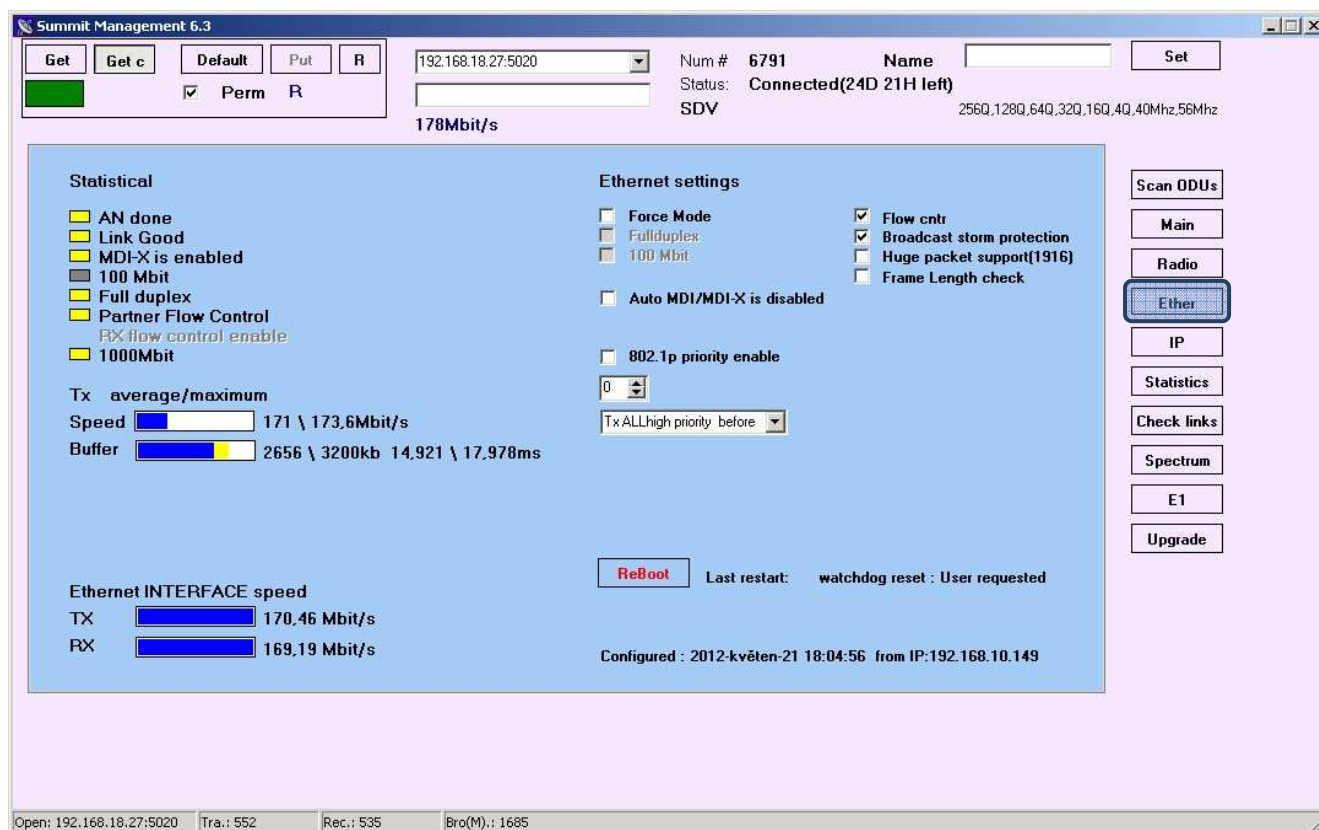 Summit Management 6.3
Get Get c Default Put R
Perm R
192.168.18.27:5020
178Mbit/s
Num # 6791 Name Set
Status: Connected(24D 21H left)
SDV 256Q,128Q,64Q,32Q,16Q,4Q,40Mhz,56Mhz
Statistical
AN done
Link Good
MDI-X is enabled
100 Mbit
Full duplex
Partner Flow Control
RX flow control enable
1000Mbit
Tx average/maximum
Speed 171 \ 173,6Mbit/s
Buffer 2656 \ 3200kb 14,921 \ 17,978ms
Ethernet INTERFACE speed
TX 170,46 Mbit/s
RX 169,19 Mbit/s
Ethernet settings
Force Mode
Fullduplex
100 Mbit
Auto MDI/MDI-X is disabled
802.1p priority enable
0
Tx ALLhigh priority before
Flow cntr
Broadcast storm protection
Huge packet support(1916)
Frame Length check
ReBoot Last restart: watchdog reset : User requested
Configured : 2012-květen-21 18:04:56 from IP:192.168.10.149
Scan ODUs
Main
Radio
Ether
IP
Statistics
Check links
Spectrum
E1
Upgrade
Open: 192.168.18.27:5020 Tra.: 552 Rec.: 535 Bro(M).: 1685